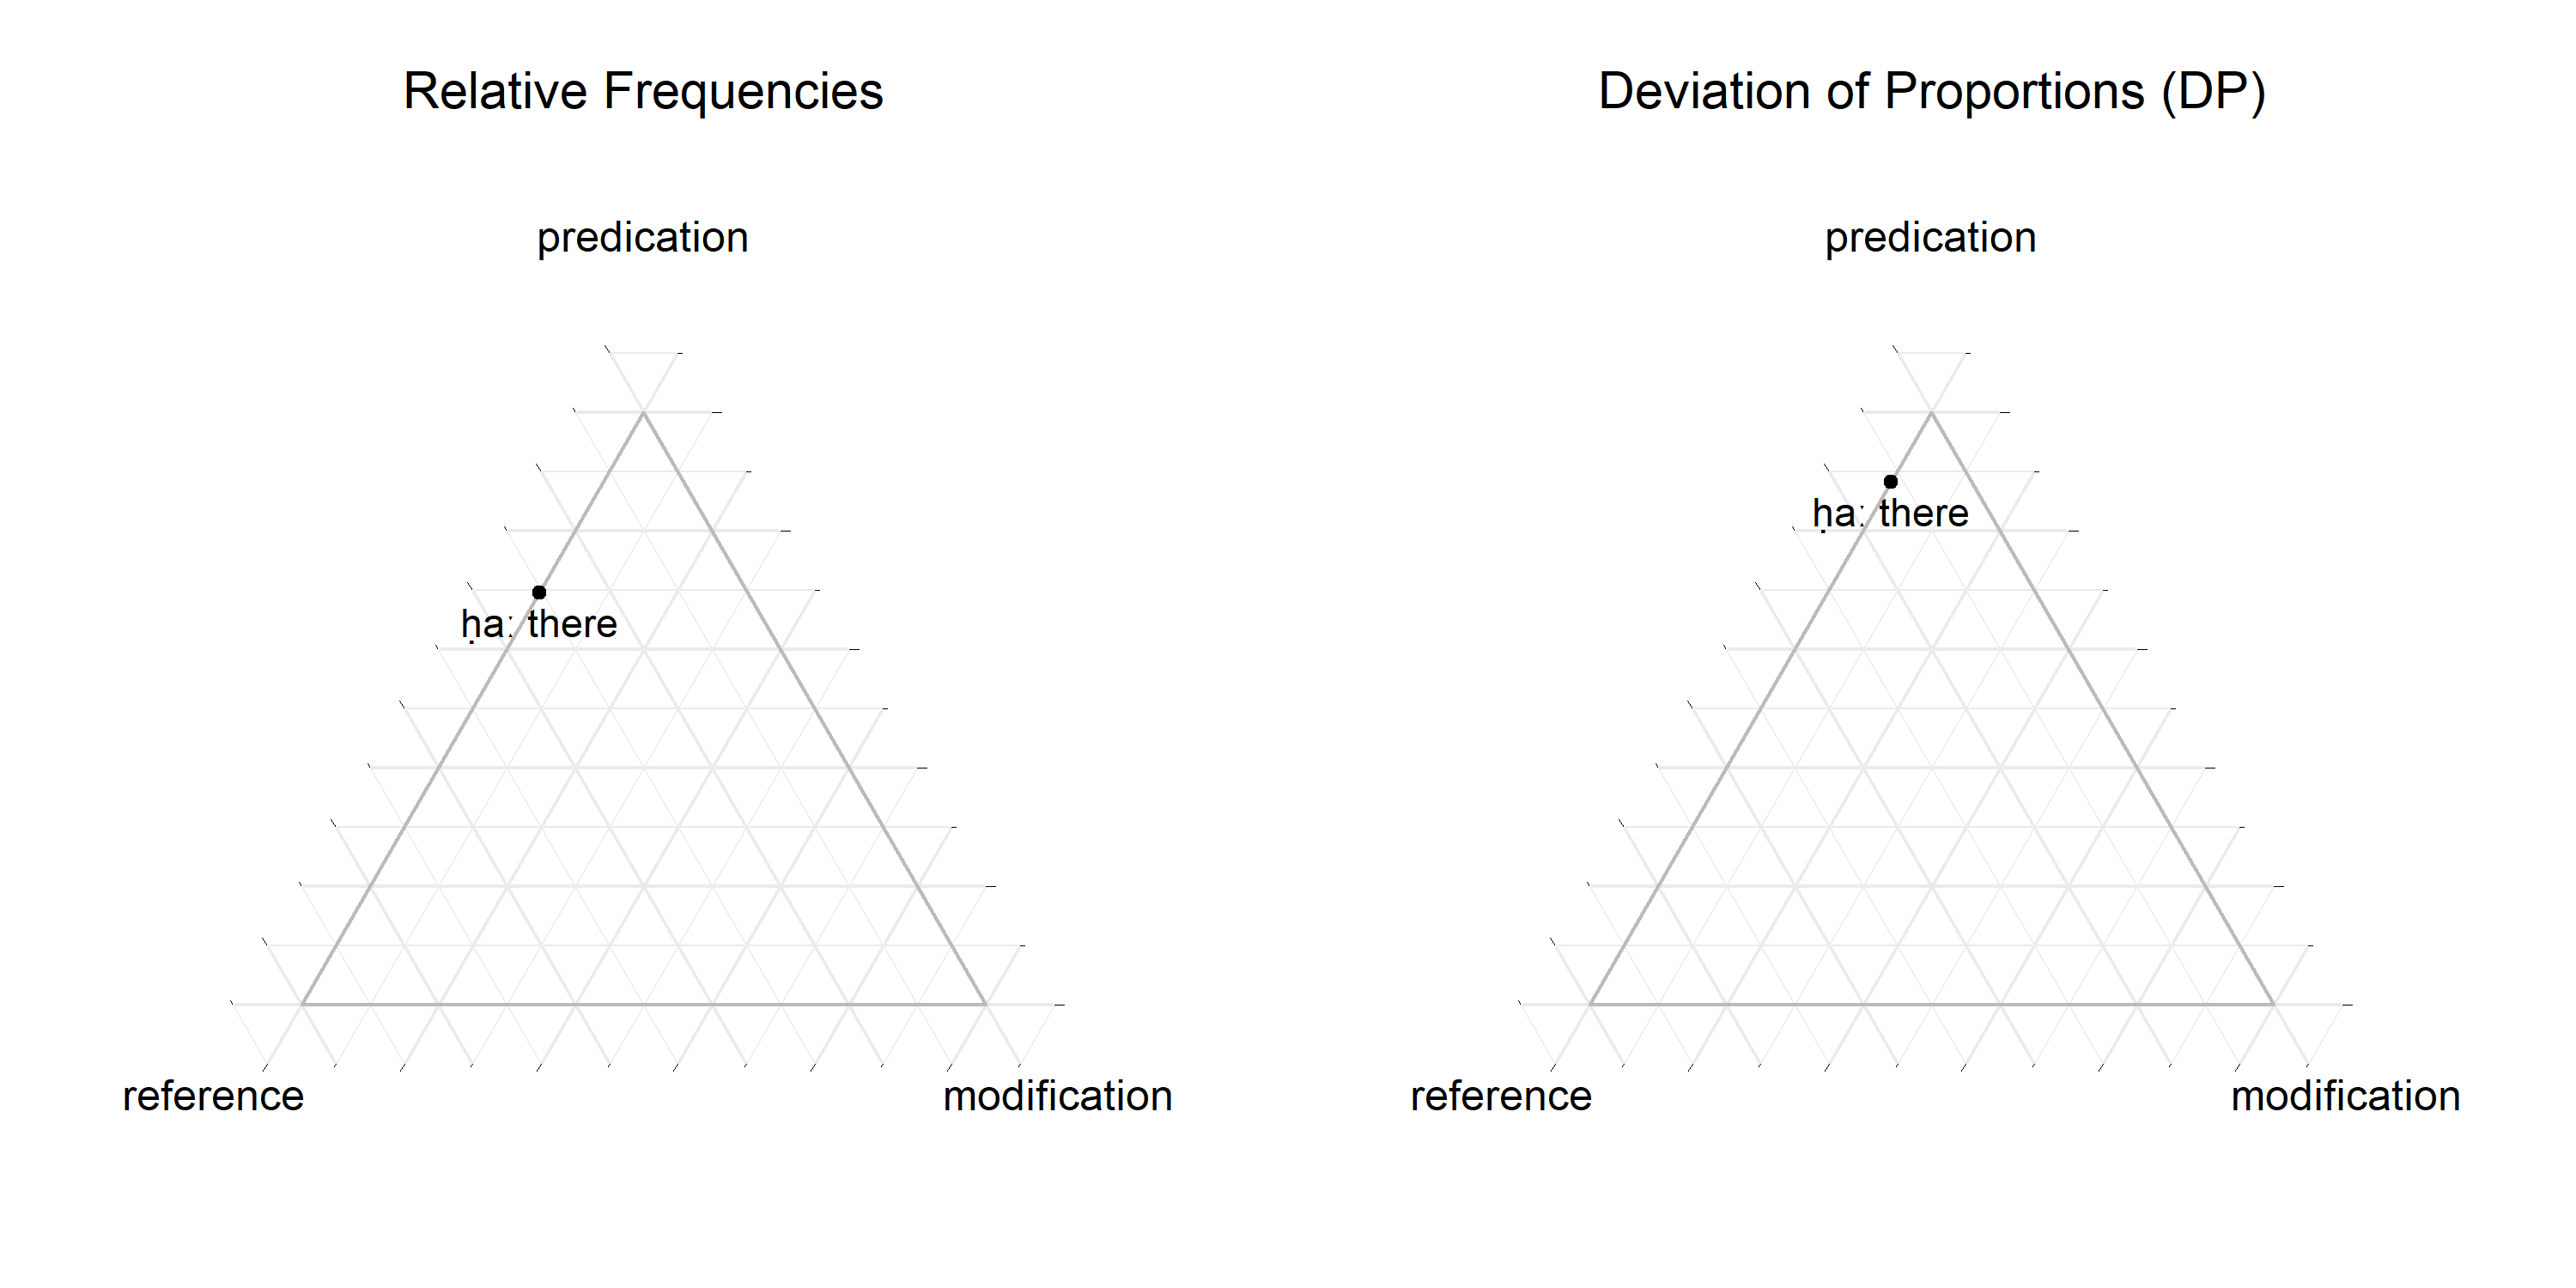 Relative Frequencies
predication
ḥaː there
reference
modification
Deviation of Proportions (DP)
predication
ḥaː there
reference
modification